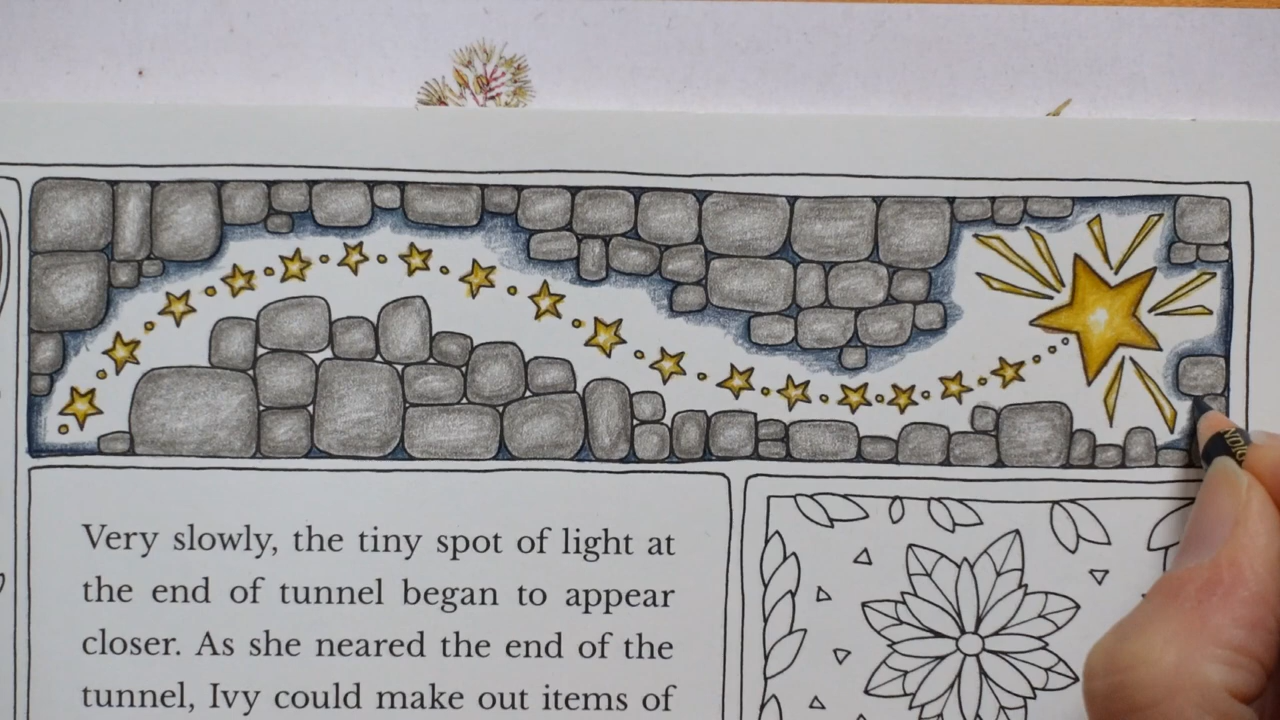 Very slowly, the tiny spot of light at
the end of tunnel began to appear
closer. As she neared the end of the
tunnel, Ivy could make out items of